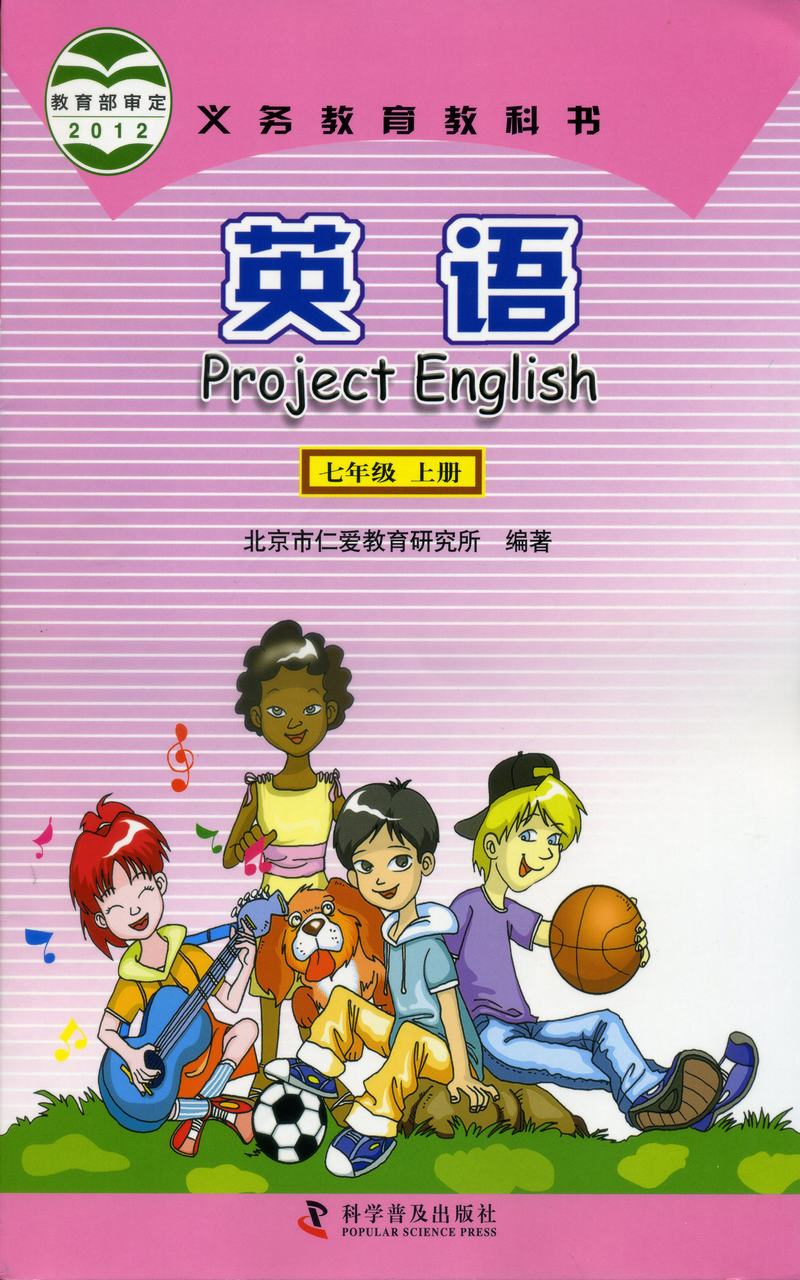 教育部审定
2012
义务教育教科书
英语
Project English
七年级 上册
北京市仁爱教育研究所 编著
科学普及出版社
POPULAR SCIENCE PRESS